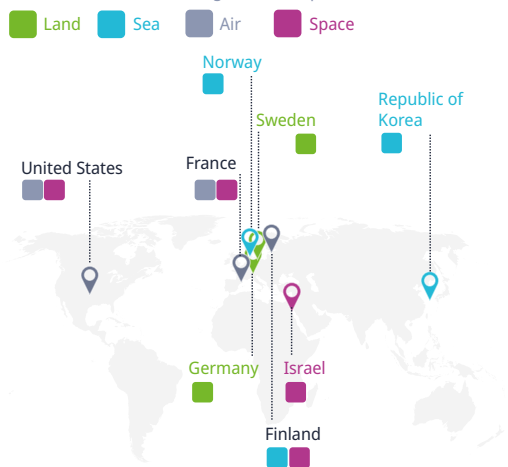 Land
Sea
Air
Space
Norway
Sweden
Republic of
Korea
United States
France
Germany
Israel
Finland